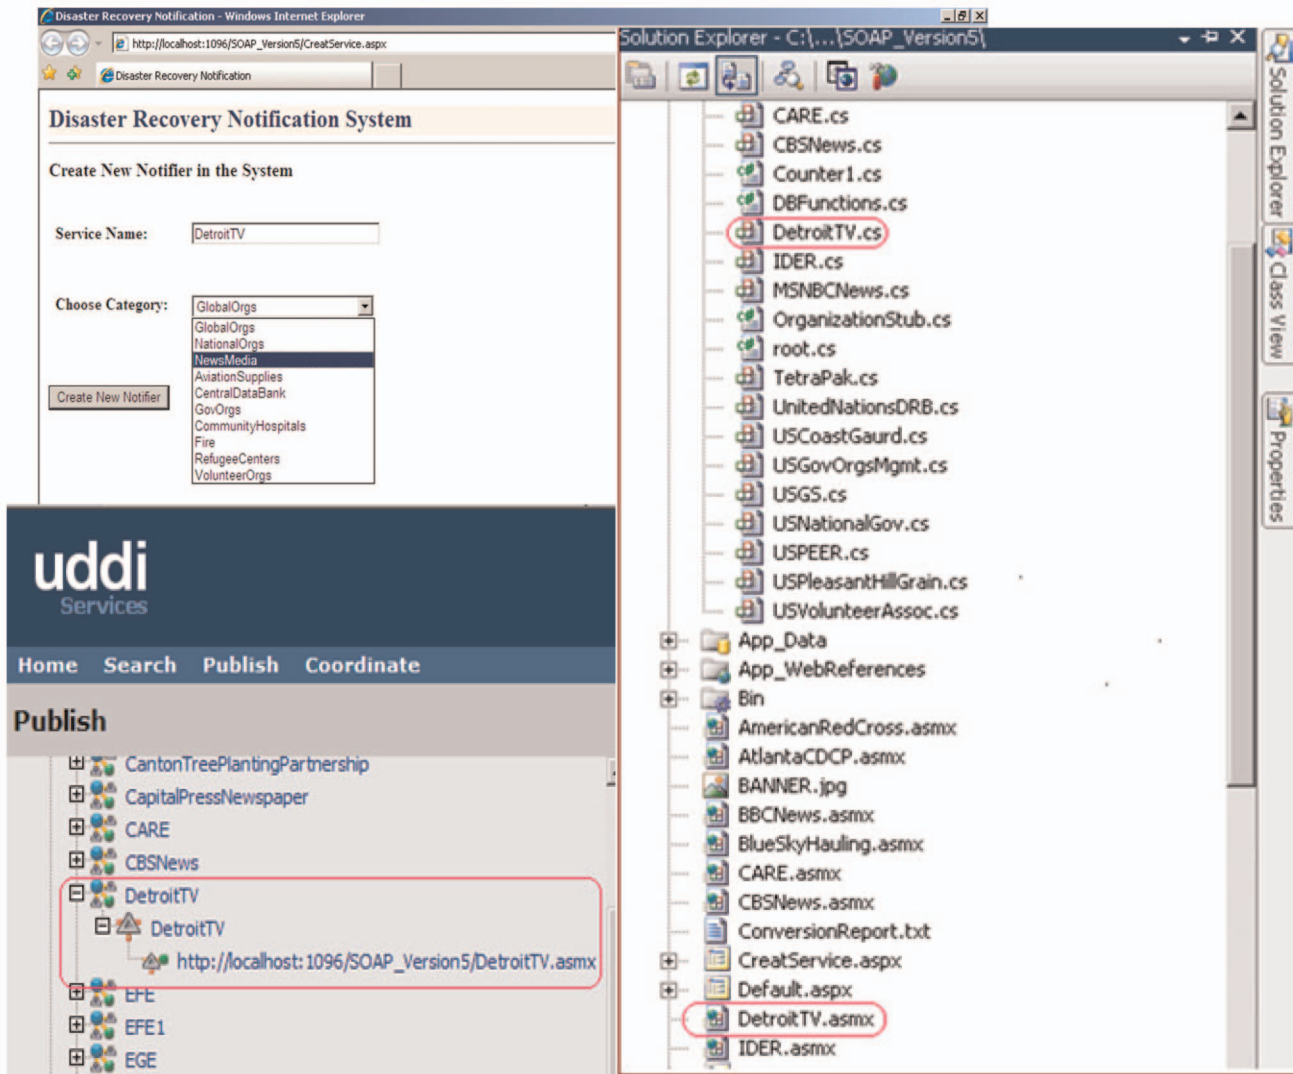 Disaster Recovery Notification - Windows Internet Explorer
http://localhost:1096/SOAP_Version5/CreatService.aspx
Disaster Recovery Notification
Disaster Recovery Notification System
Create New Notifier in the System
Service Name: DetroitTV
Choose Category: GlobalOrgs
GlobalOrgs
NationalOrgs
NewsMedia
AviationSupplies
CentralDataBank
GovOrgs
CommunityHospitals
Fire
RefugeeCenters
VolunteerOrgs
Create New Notifier
uddi
Services
Home Search Publish Coordinate
Publish
CantonTreePlantingPartnership
CapitalPressNewspaper
CARE
CBSNews
DetroitTV
DetroitTV
http://localhost:1096/SOAP_Version5/DetroitTV.asmx
EFE
EFE1
EGE
Solution Explorer - C:\...\SOAP_Version5\
CARE.cs
CBSNews.cs
Counter1.cs
DBFunctions.cs
DetroitTV.cs
IDER.cs
MSNBCNews.cs
OrganizationStub.cs
root.cs
TetraPak.cs
UnitedNationsDRB.cs
USCoastGaurd.cs
USGovOrgsMgmt.cs
USGS.cs
USNationalGov.cs
USPEER.cs
USPleasantHillGrain.cs
USVolunteerAssoc.cs
App_Data
App_WebReferences
Bin
AmericanRedCross.asmx
AtlantaCDCP.asmx
BANNER.jpg
BBCNews.asmx
BlueSkyHauling.asmx
CARE.asmx
CBSNews.asmx
ConversionReport.txt
CreatService.aspx
Default.aspx
DetroitTV.asmx
IDER.asmx
Solution Explorer
Class View
Properties